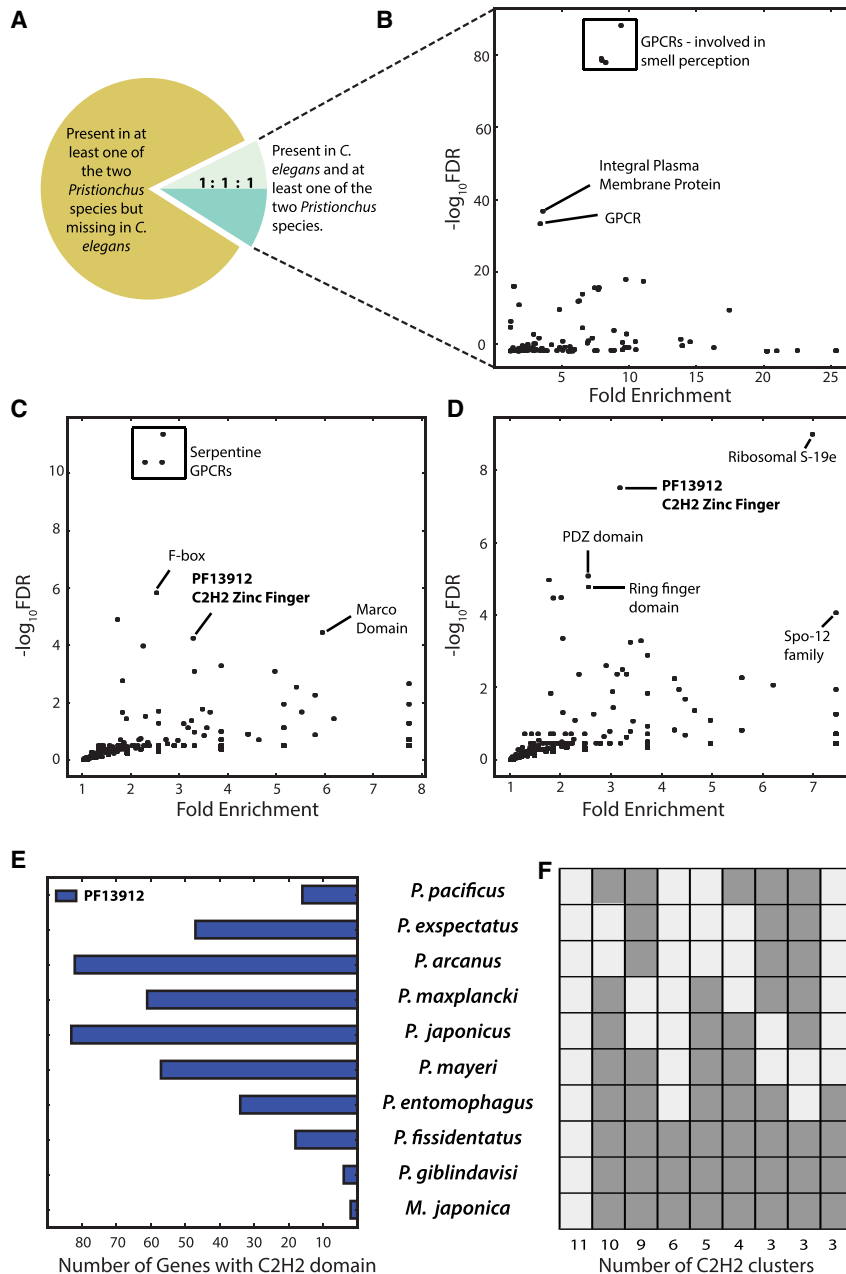 A
Present in at
least one of
the two
Pristionchus
species but
missing in C.
elegans
1 : 1 : 1
Present in C.
elegans and at
least one of the
two Pristionchus
species.
B
80
60
40
20
0
-log10FDR
GPCRs - involved in
smell perception
Integral Plasma
Membrane Protein
GPCR
5 10 15 20 25
Fold Enrichment
C
10
8
6
4
2
0
-log10FDR
Serpentine
GPCRs
F-box
PF13912
C2H2 Zinc Finger
Marco
Domain
1 2 3 4 5 6 7 8
Fold Enrichment
D
8
6
4
2
0
-log10FDR
Ribosomal S-19e
PF13912
C2H2 Zinc Finger
PDZ domain
Ring finger
domain
Spo-12
family
1 2 3 4 5 6 7
Fold Enrichment
E
PF13912
P. pacificus
P. exspectatus
P. arcanus
P. maxplancki
P. japonicus
P. mayeri
P. entomophagus
P. fissidentatus
P. giblindavisi
M. japonica
80 70 60 50 40 30 20 10
Number of Genes with C2H2 domain
F
11 10 9 6 5 4 3 3 3
Number of C2H2 clusters